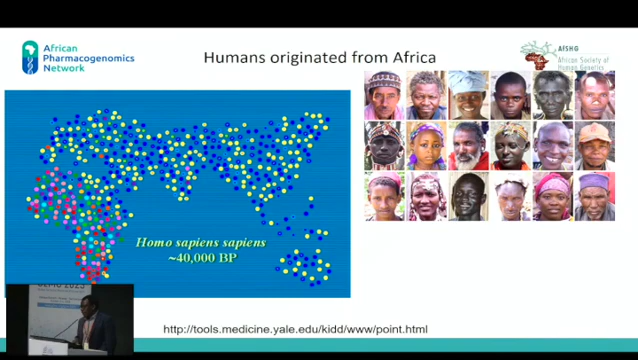 African
Pharmacogenomics
Network
Humans originated from Africa
AfSHG
African Society of
Human Genetics
Homo sapiens sapiens
~40,000 BP
http://tools.medicine.yale.edu/kidd/www/point.html